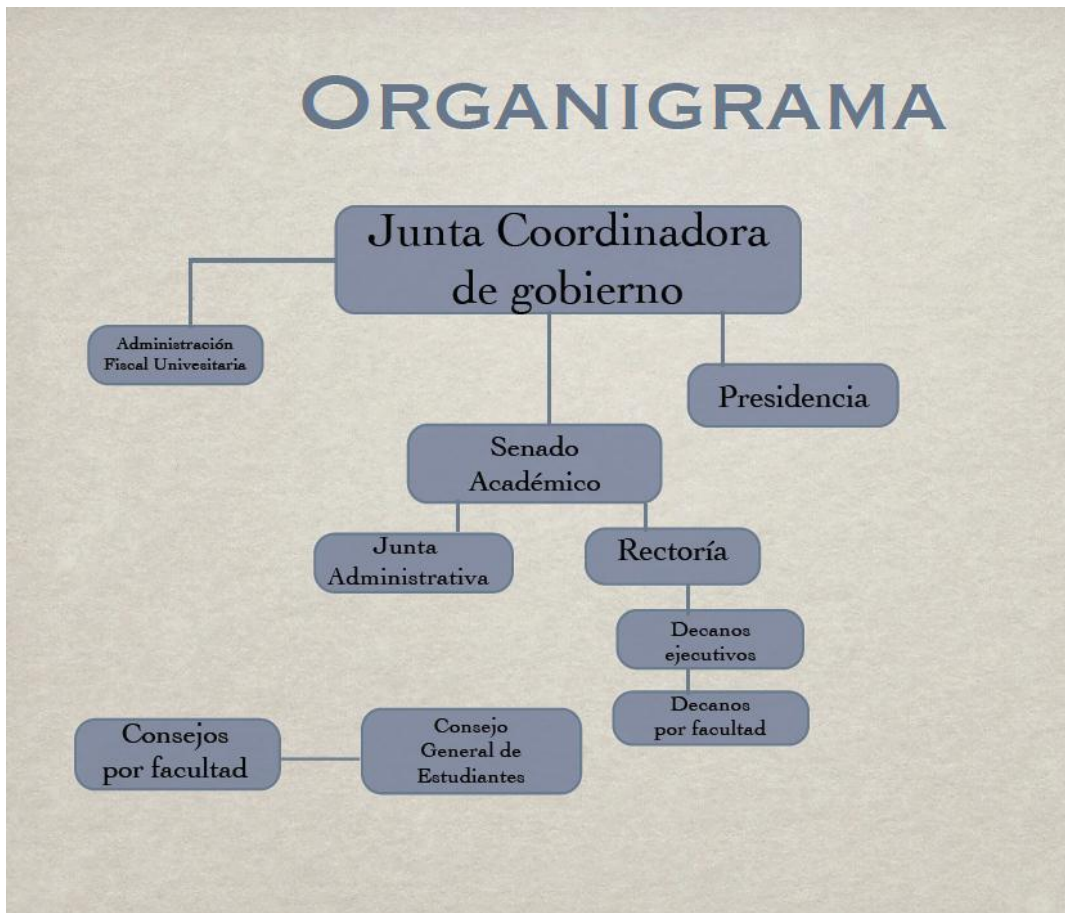 ORGANIGRAMA
Junta Coordinadora
de gobierno
Administración
Fiscal Univesitaria
Presidencia
Senado
Académico
Junta
Administrativa
Rectoría
Decanos
ejecutivos
Decanos
por facultad
Consejos
por facultad
Consejo
General de
Estudiantes